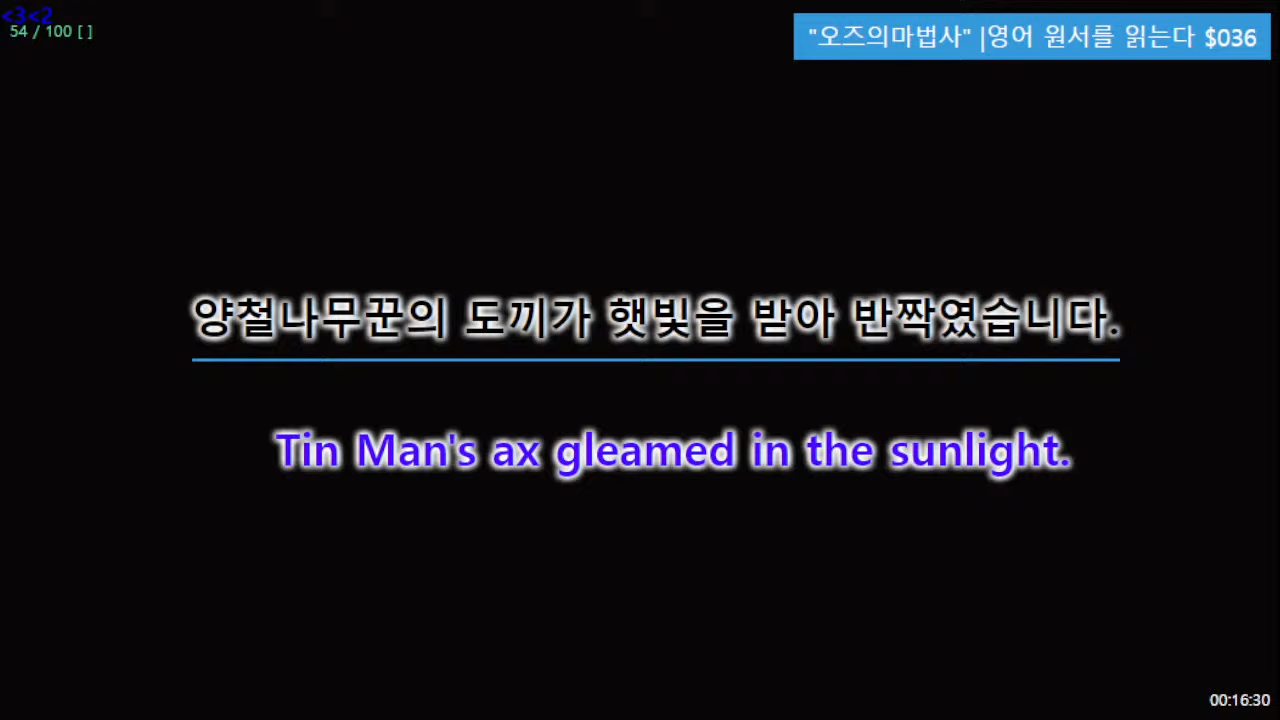 <3<2
54 / 100 [ ]
"오즈의마법사" |영어 원서를 읽는다 $036
양철나무꾼의 도끼가 햇빛을 받아 반짝였습니다.
Tin Man's ax gleamed in the sunlight.
00:16:30